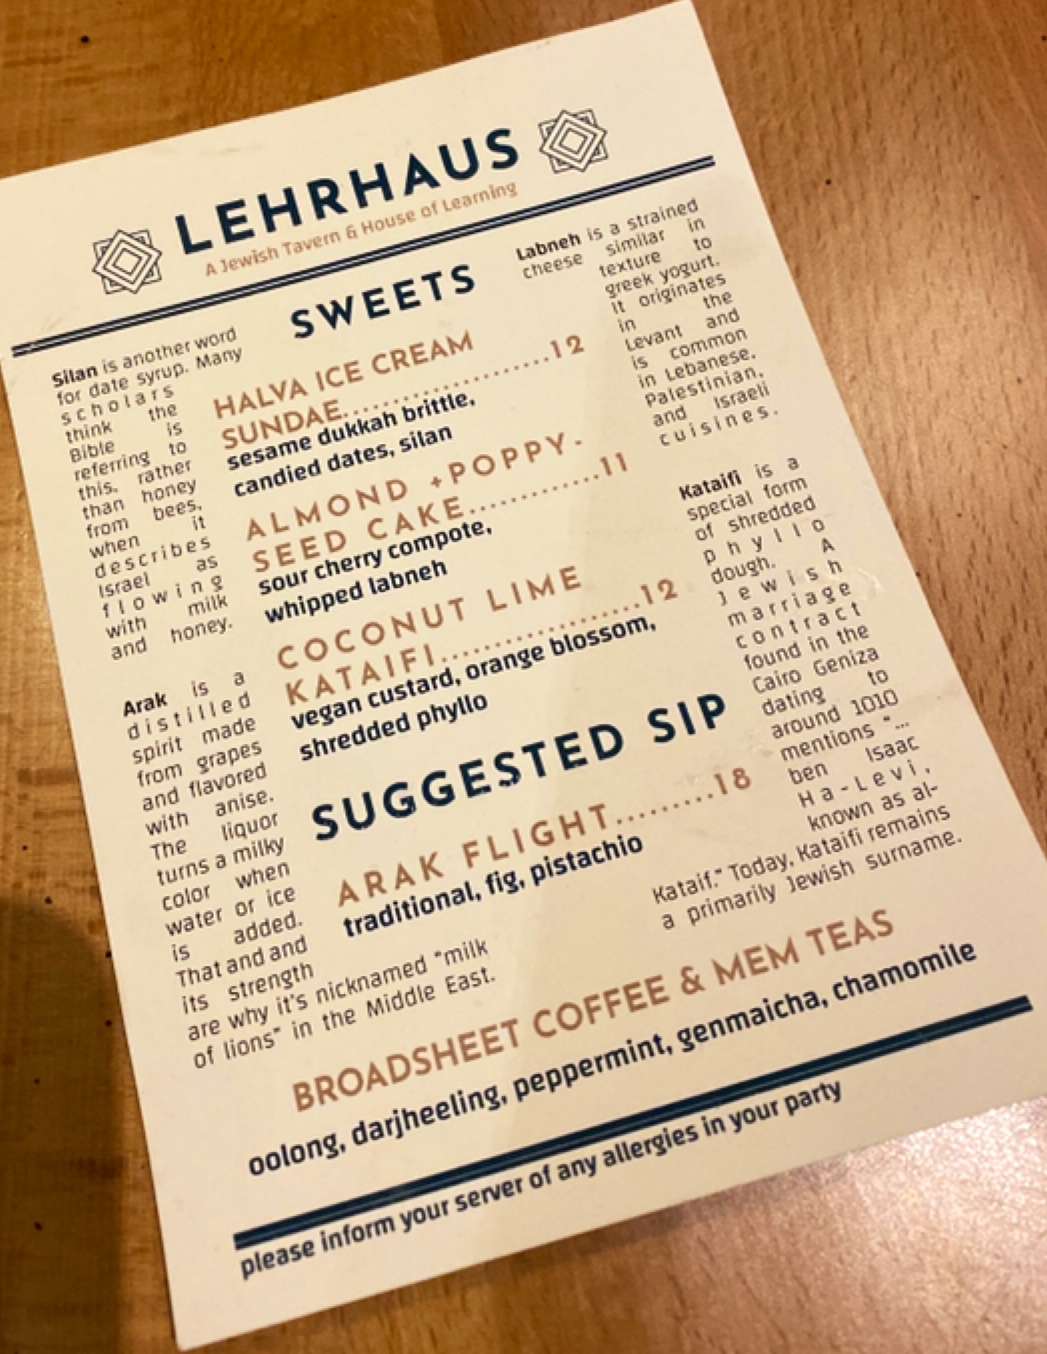 LEHRHAUS
A Jewish Tavern & House of Learning
SWEETS
HALVA ICE CREAM
SUNDAE......................12
sesame dukkah brittle,
candied dates, silan
ALMOND + POPPY-
SEED CAKE.............11
sour cherry compote,
whipped labneh
COCONUT LIME
KATAIFI....................12
vegan custard, orange blossom,
shredded phyllo
SUGGESTED SIP
ARAK FLIGHT.........18
traditional, fig, pistachio
Silan is another word
for date syrup. Many
scholars
think the
Bible is
referring to
this, rather
than honey
from bees,
when it
describes
Israel as
flowing
with milk
and honey.
Arak is a
distilled
spirit made
from grapes
and flavored
with anise.
The liquor
turns a milky
color when
water or ice
is added.
That and and
its strength
are why it's nicknamed "milk
of lions" in the Middle East.
Labneh is a strained
cheese similar in
texture to
greek yogurt.
It originates
in the
Levant and
is common
in Lebanese,
Palestinian,
and Israeli
cuisines.
Kataifi is a
special form
of shredded
phyllo
dough. A
Jewish
marriage
contract
found in the
Cairo Geniza
dating to
around 1010
mentions "...
ben Isaac
Ha-Levi,
known as al-
Kataif." Today, Kataifi remains
a primarily Jewish surname.
BROADSHEET COFFEE & MEM TEAS
oolong, darjheeling, peppermint, genmaicha, chamomile
please inform your server of any allergies in your party